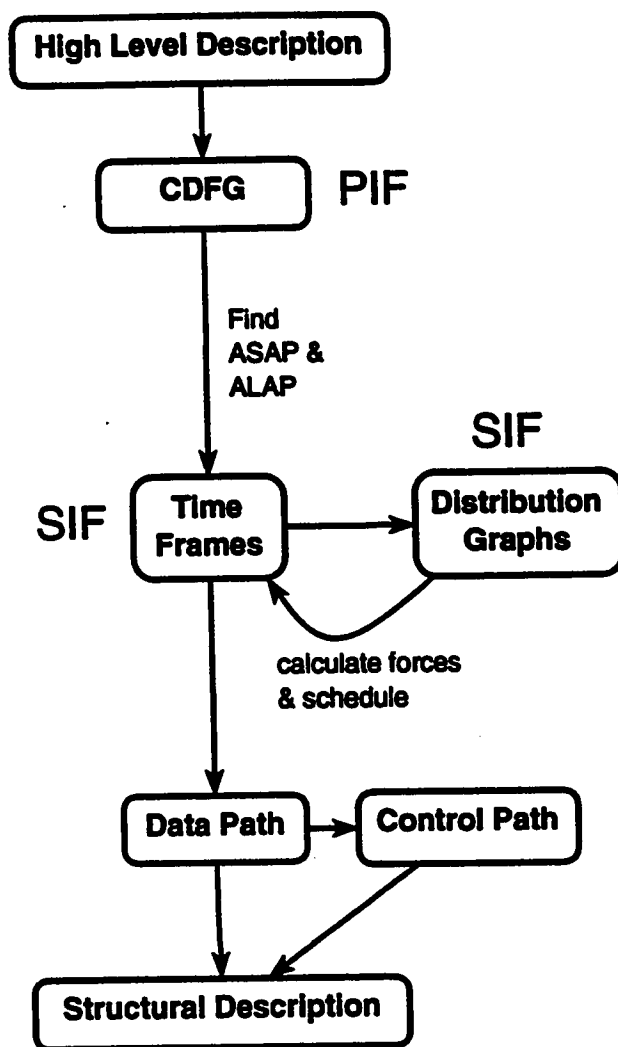 High Level Description
CDFG
PIF
Find
ASAP &
ALAP
SIF
SIF
Time
Frames
Distribution
Graphs
calculate forces
& schedule
Data Path
Control Path
Structural Description